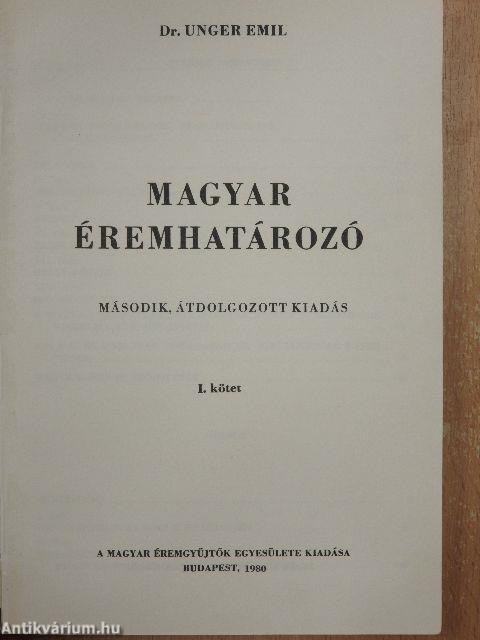 Dr. UNGER EMIL
MAGYAR
ÉREMHATÁROZÓ
MÁSODIK, ÁTDOLGOZOTT KIADÁS
I. kötet
A MAGYAR ÉREMGYŰJTŐK EGYESÜLETE KIADÁSA
BUDAPEST, 1980
Antikvárium.hu